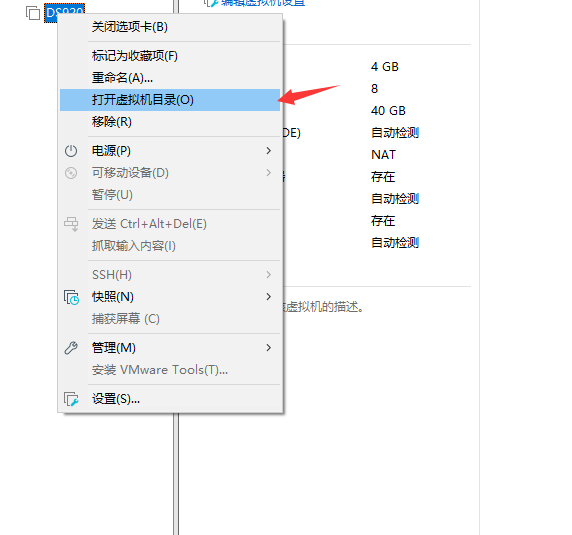 编辑虚拟机设置
DS920
关闭选项卡(B)
标记为收藏项(F)
重命名(A)...
打开虚拟机目录(O)
移除(R)
电源(P)
可移动设备(D)
暂停(U)
发送 Ctrl+Alt+Del(E)
抓取输入内容(I)
SSH(H)
快照(N)
捕获屏幕 (C)
管理(M)
安装 VMware Tools(T)...
设置(S)...
4 GB
8
40 GB
DE) 自动检测
NAT
存在
自动检测
存在
自动检测
虚拟机的描述。